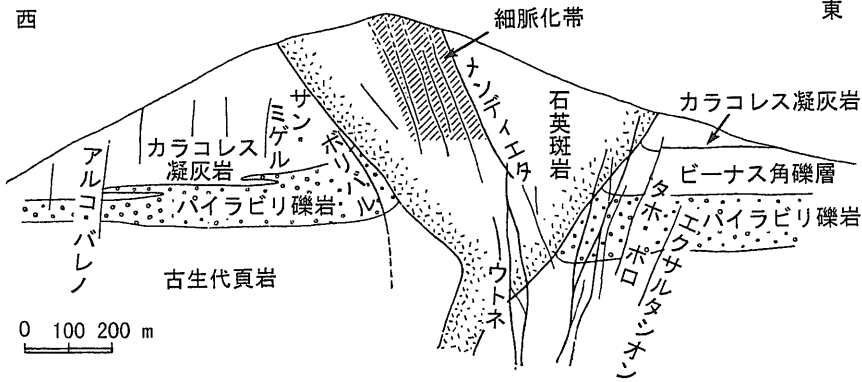 西
東
細脈化帯
メンディエタ
石英斑岩
カラコレス凝灰岩
サン・ミゲル
ボリバル
カラコレス
凝灰岩
ビーナス角礫層
アルコ・バレノ
パイラビリ礫岩
タホ・ポロ
パイラビリ礫岩
エクサルタシオン
ウトネ
古生代頁岩
0 100 200 m